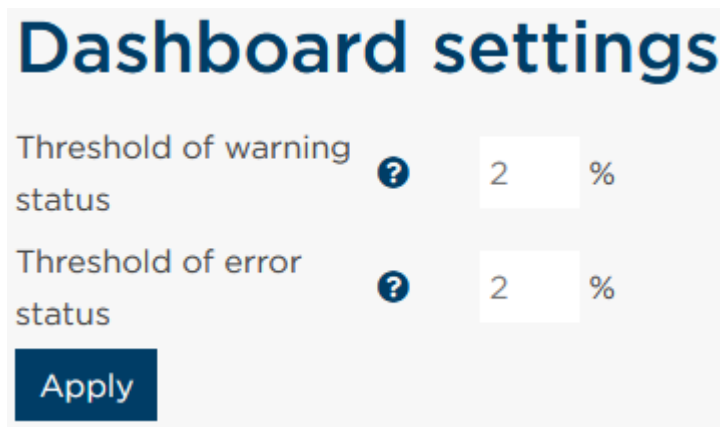 Dashboard settings
Threshold of warning
status
? 2 %
Threshold of error
status
? 2 %
Apply